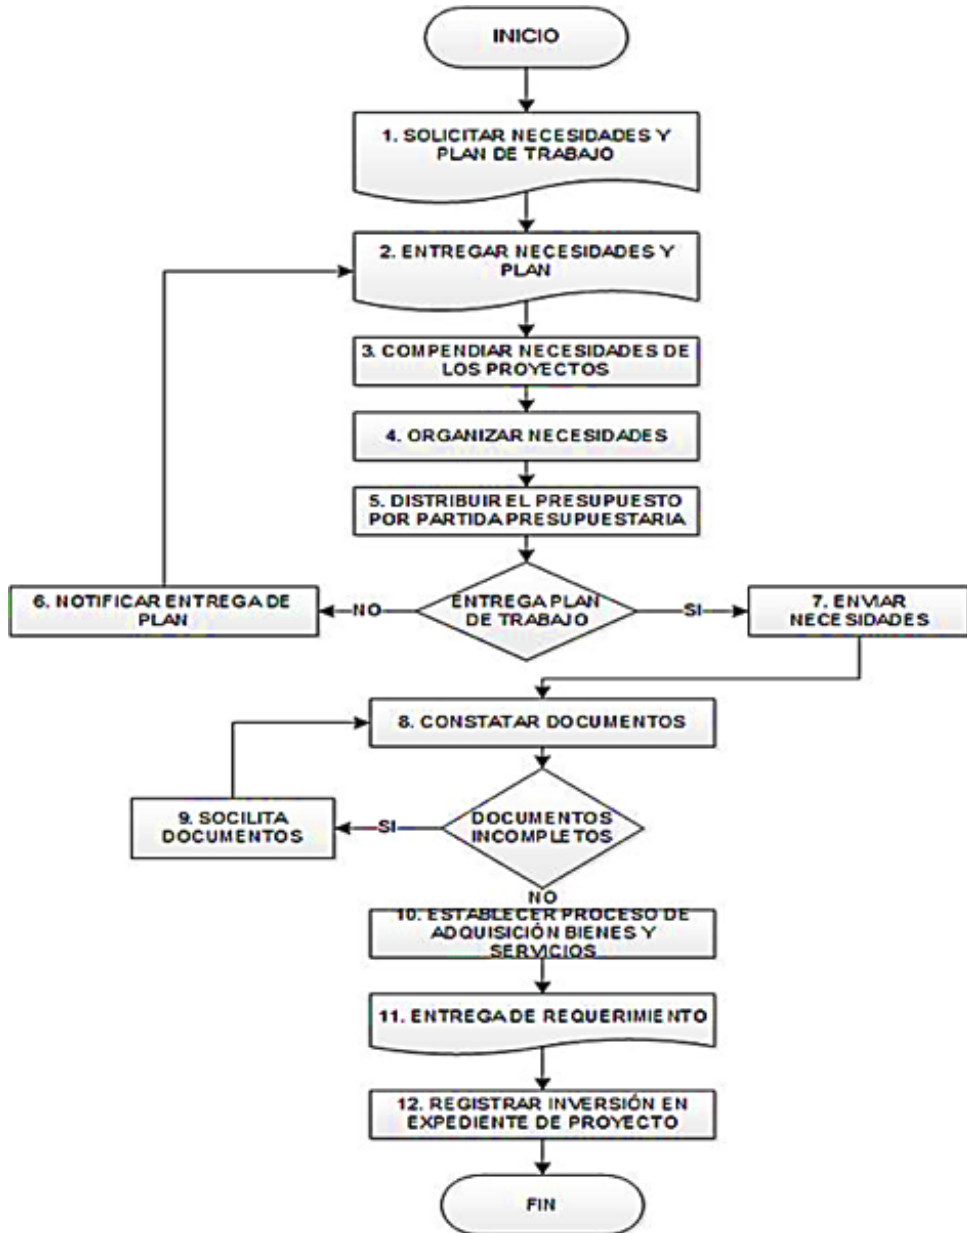 INICIO
1. SOLICITAR NECESIDADES Y
PLAN DE TRABAJO
2. ENTREGAR NECESIDADES Y
PLAN
3. COMPENDIAR NECESIDADES DE
LOS PROYECTOS
4. ORGANIZAR NECESIDADES
5. DISTRIBUIR EL PRESUPUESTO
POR PARTIDA PRESUPUESTARIA
6. NOTIFICAR ENTREGA DE
PLAN
NO
ENTREGA PLAN
DE TRABAJO
SI
7. ENVIAR
NECESIDADES
8. CONSTATAR DOCUMENTOS
9. SOCILITA
DOCUMENTOS
SI
DOCUMENTOS
INCOMPLETOS
NO
10. ESTABLECER PROCESO DE
ADQUISICIÓN BIENES Y
SERVICIOS
11. ENTREGA DE REQUERIMIENTO
12. REGISTRAR INVERSIÓN EN
EXPEDIENTE DE PROYECTO
FIN